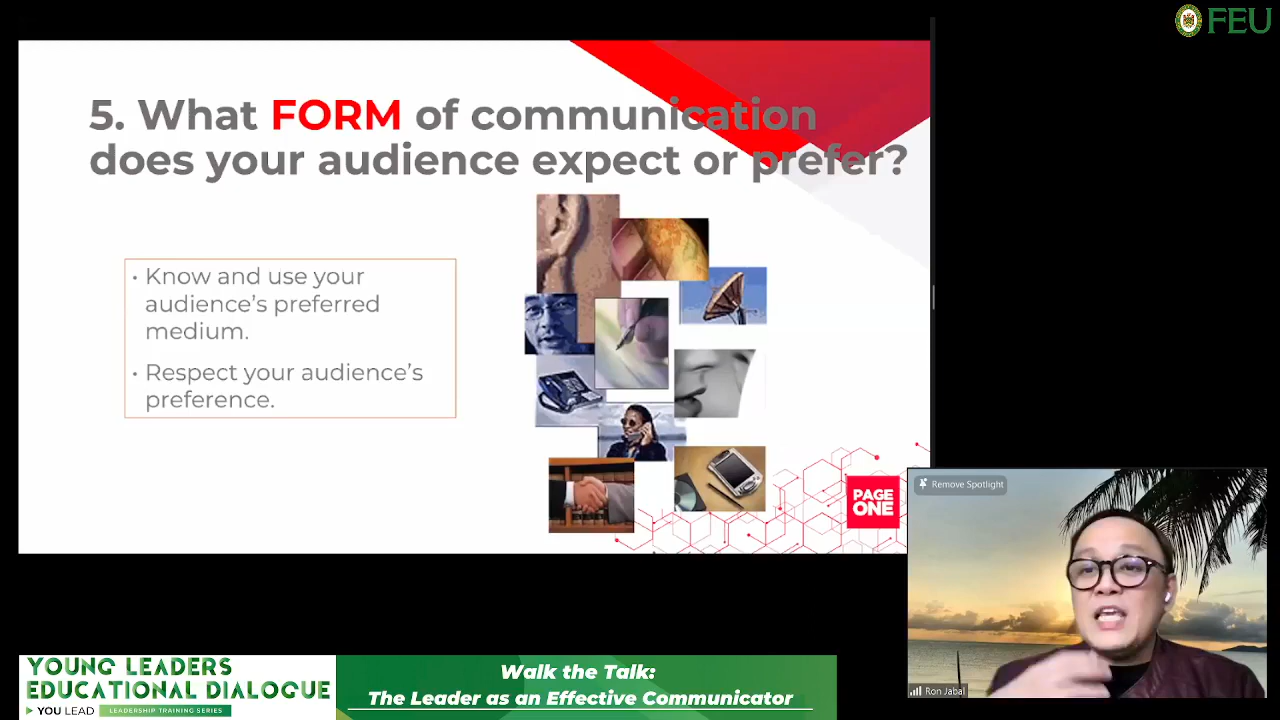 FEU
5. What FORM of communication
does your audience expect or prefer?
• Know and use your
audience's preferred
medium.
• Respect your audience's
preference.
PAGE
ONE
Remove Spotlight
Ron Jabal
YOUNG LEADERS
EDUCATIONAL DIALOGUE
YOU LEAD
LEADERSHIP TRAINING SERIES
Walk the Talk:
The Leader as an Effective Communicator